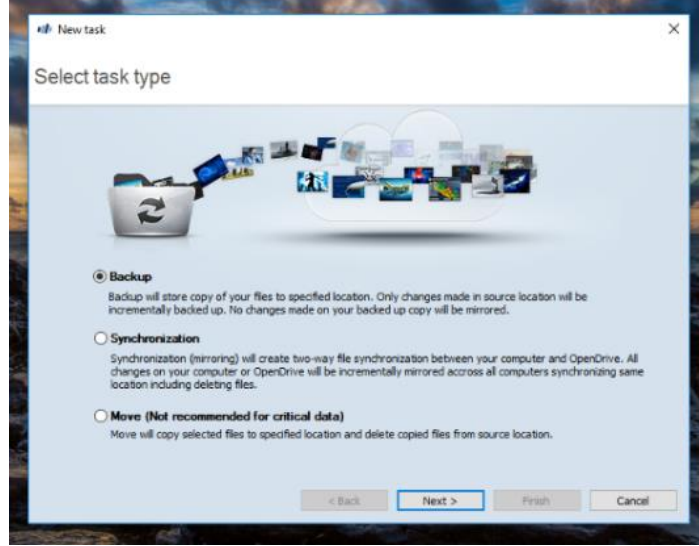 New task
Select task type
Backup
Backup will store copy of your files to specified location. Only changes made in source location will be
incrementally backed up. No changes made on your backed up copy will be mirrored.
Synchronization
Synchronization (mirroring) will create two-way file synchronization between your computer and OpenDrive. All
changes on your computer or OpenDrive will be incrementally mirrored accross all computers synchronizing same
location including deleting files.
Move (Not recommended for critical data)
Move will copy selected files to specified location and delete copied files from source location.
< Back Next > Finish Cancel